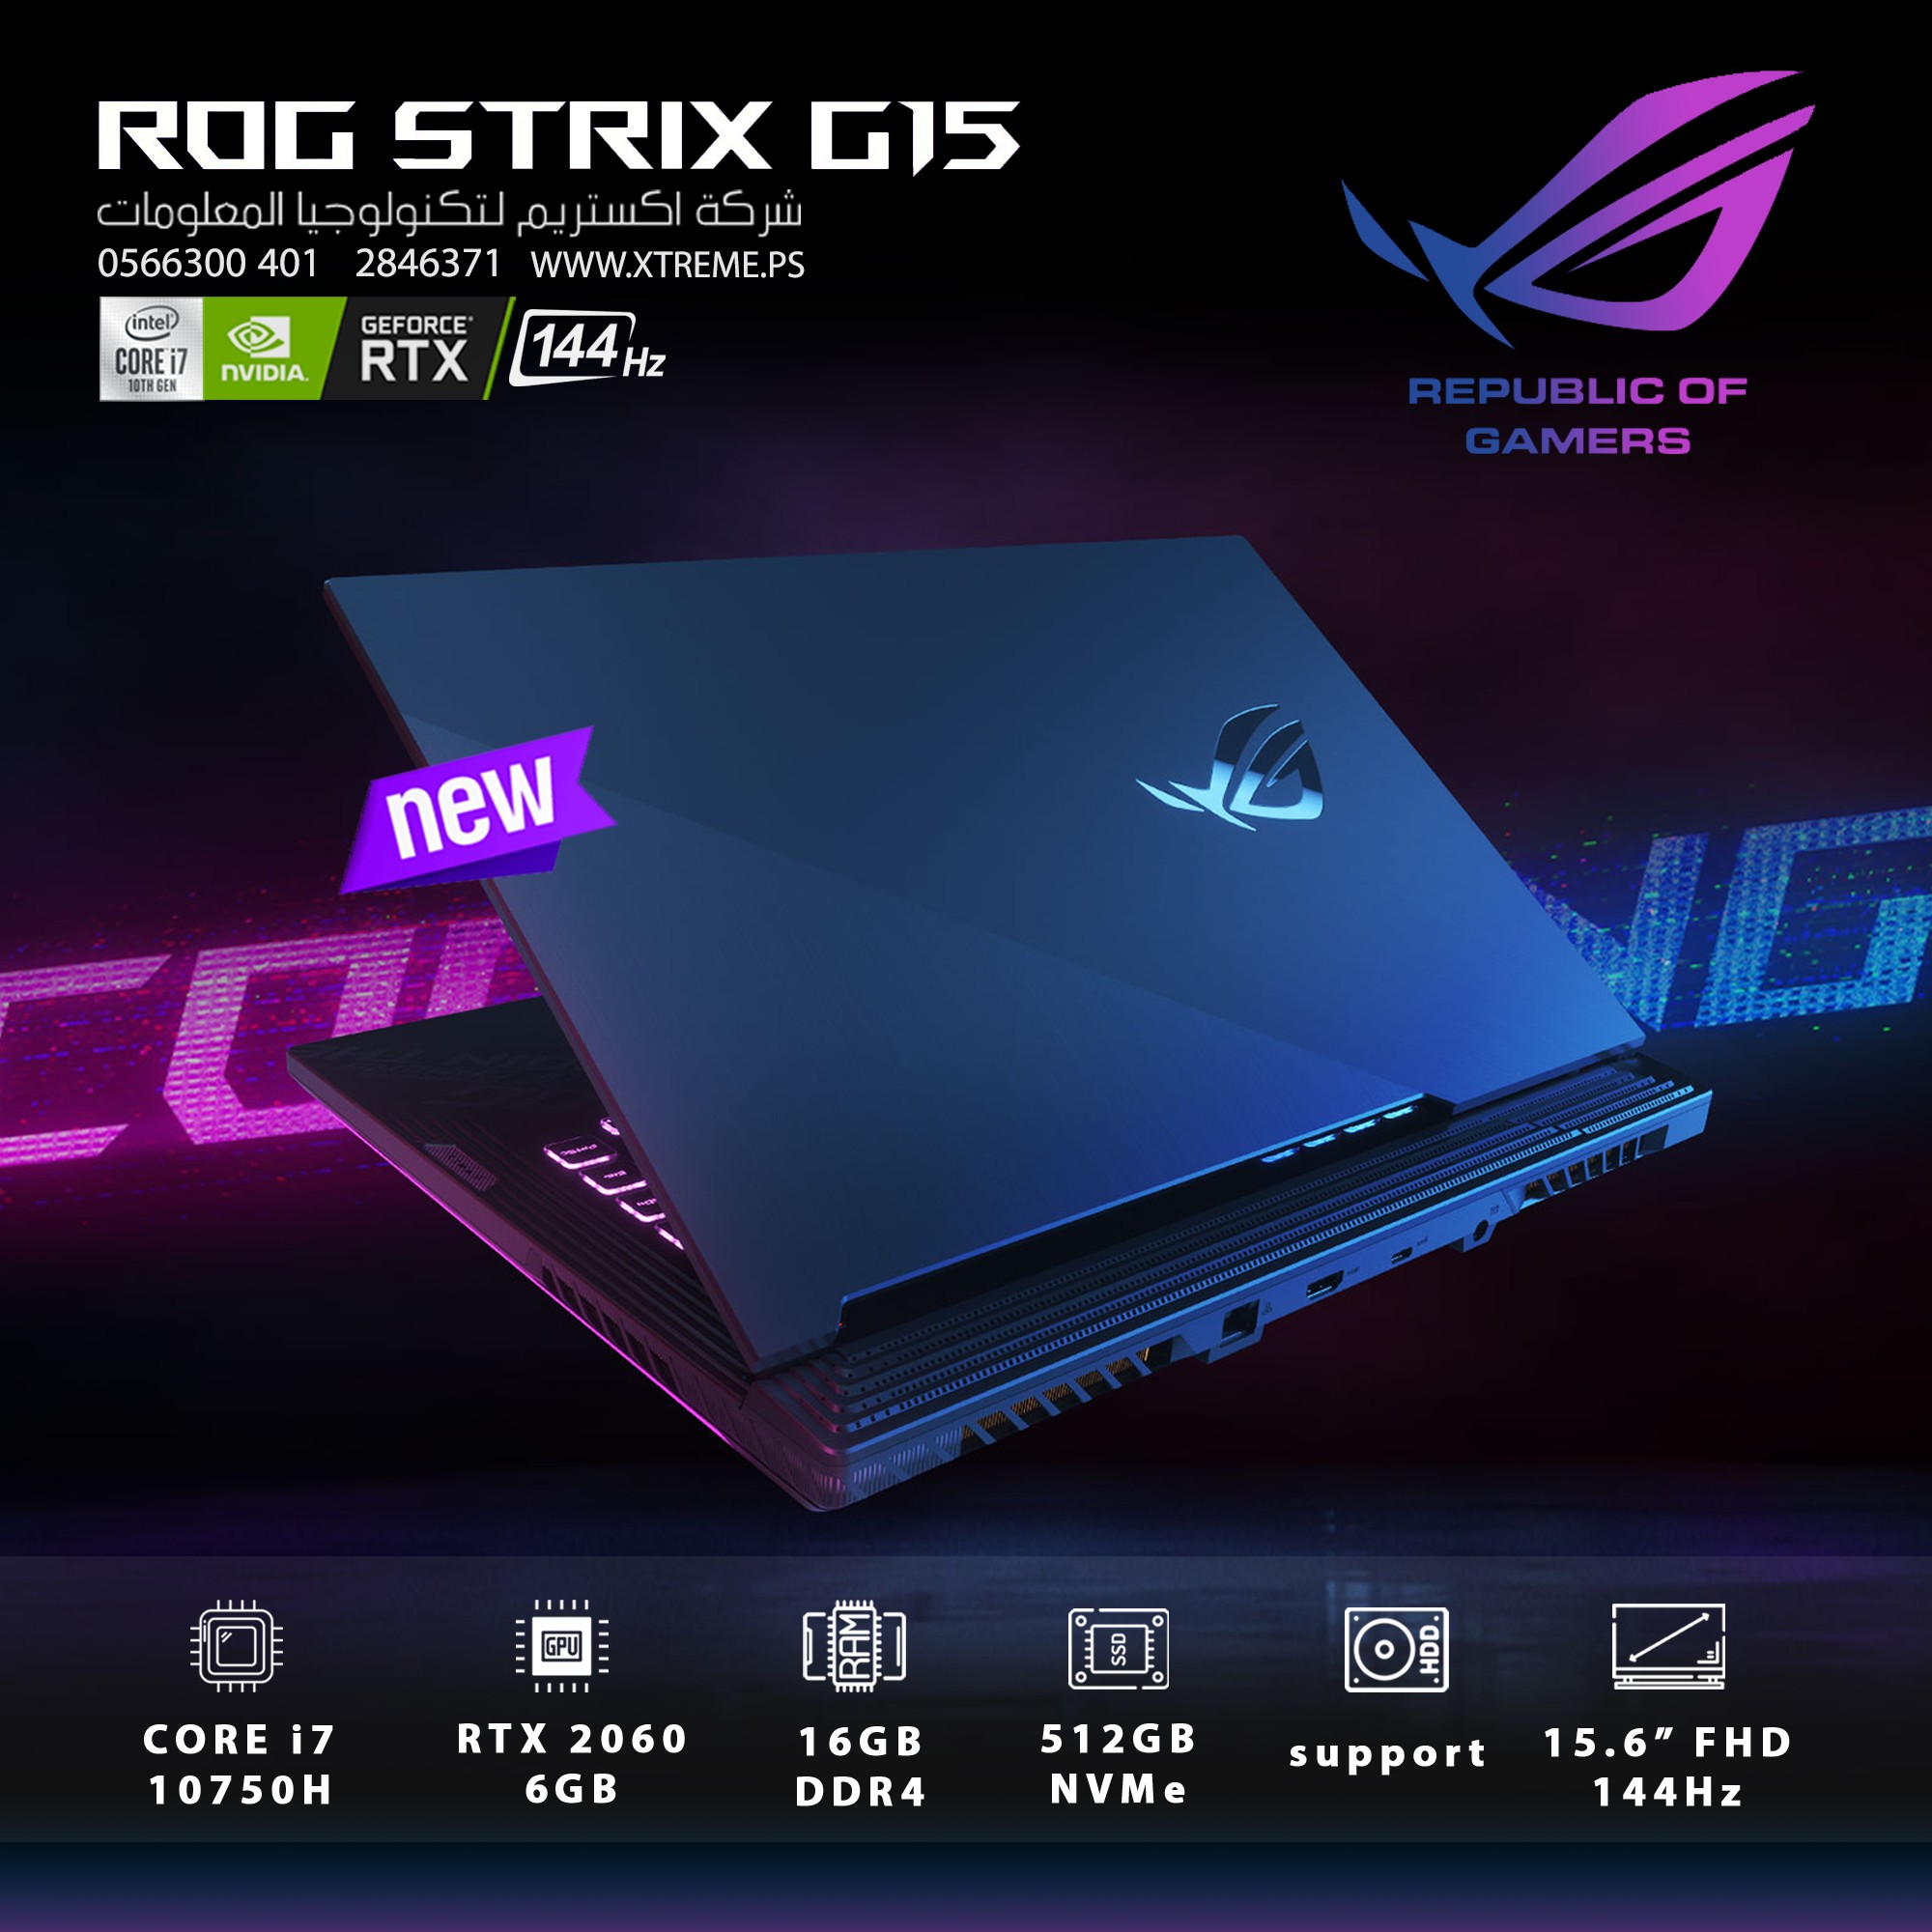 ROG STRIX G15
شركة اكستريم لتكنولوجيا المعلومات
0566300 401 2846371 WWW.XTREME.PS
intel
CORE i7
10TH GEN
NVIDIA.
GEFORCE
RTX
144Hz
REPUBLIC OF
GAMERS
new
GPU
RAM
SSD
HDD
CORE i7
10750H
RTX 2060
6GB
16GB
DDR4
512GB
NVMe
support
15.6″ FHD
144Hz